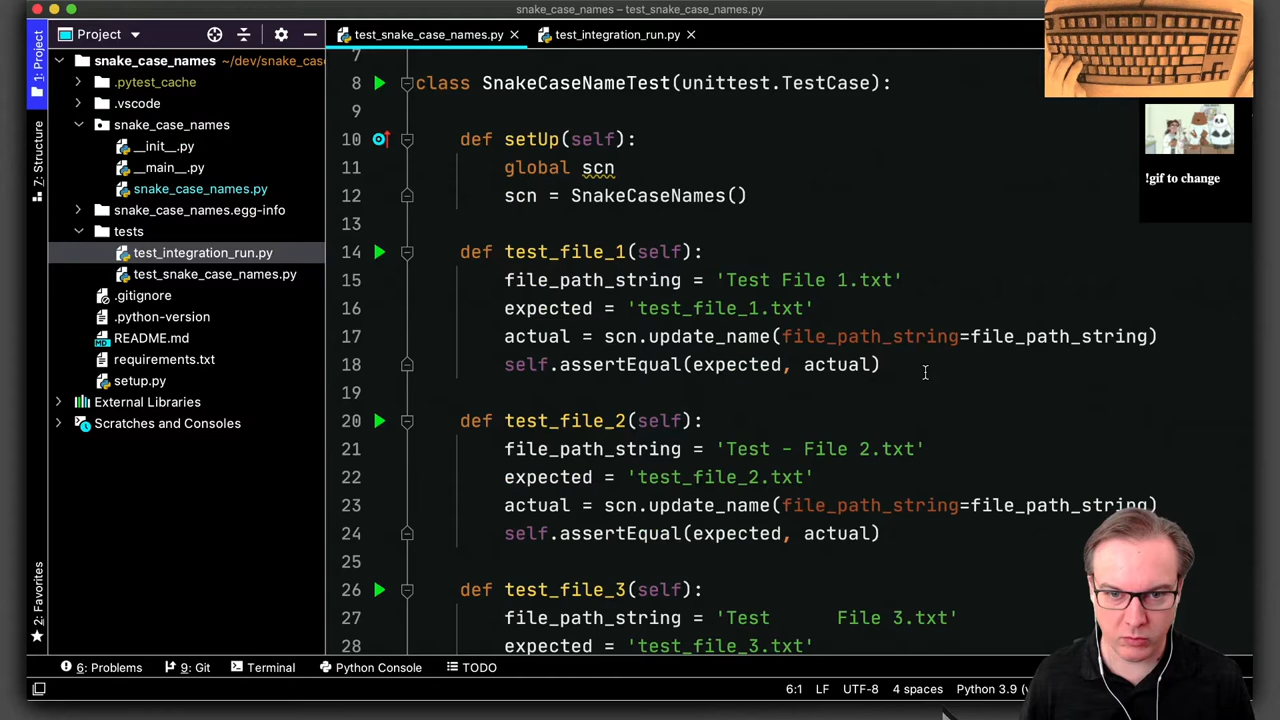 snake_case_names – test_snake_case_names.py
Project
test_snake_case_names.py
test_integration_run.py
1: Project
7: Structure
2: Favorites
snake_case_names ~/dev/snake_cas
.pytest_cache
.vscode
snake_case_names
__init__.py
__main__.py
snake_case_names.py
snake_case_names.egg-info
tests
test_integration_run.py
test_snake_case_names.py
.gitignore
.python-version
README.md
requirements.txt
setup.py
External Libraries
Scratches and Consoles
7
8 class SnakeCaseNameTest(unittest.TestCase):
9
10 def setUp(self):
11 global scn
12 scn = SnakeCaseNames()
13
14 def test_file_1(self):
15 file_path_string = 'Test File 1.txt'
16 expected = 'test_file_1.txt'
17 actual = scn.update_name(file_path_string=file_path_string)
18 self.assertEqual(expected, actual)
19
20 def test_file_2(self):
21 file_path_string = 'Test - File 2.txt'
22 expected = 'test_file_2.txt'
23 actual = scn.update_name(file_path_string=file_path_string)
24 self.assertEqual(expected, actual)
25
26 def test_file_3(self):
27 file_path_string = 'Test      File 3.txt'
28 expected = 'test_file_3.txt'
!gif to change
6: Problems
9: Git
Terminal
Python Console
TODO
6:1 LF UTF-8 4 spaces Python 3.9